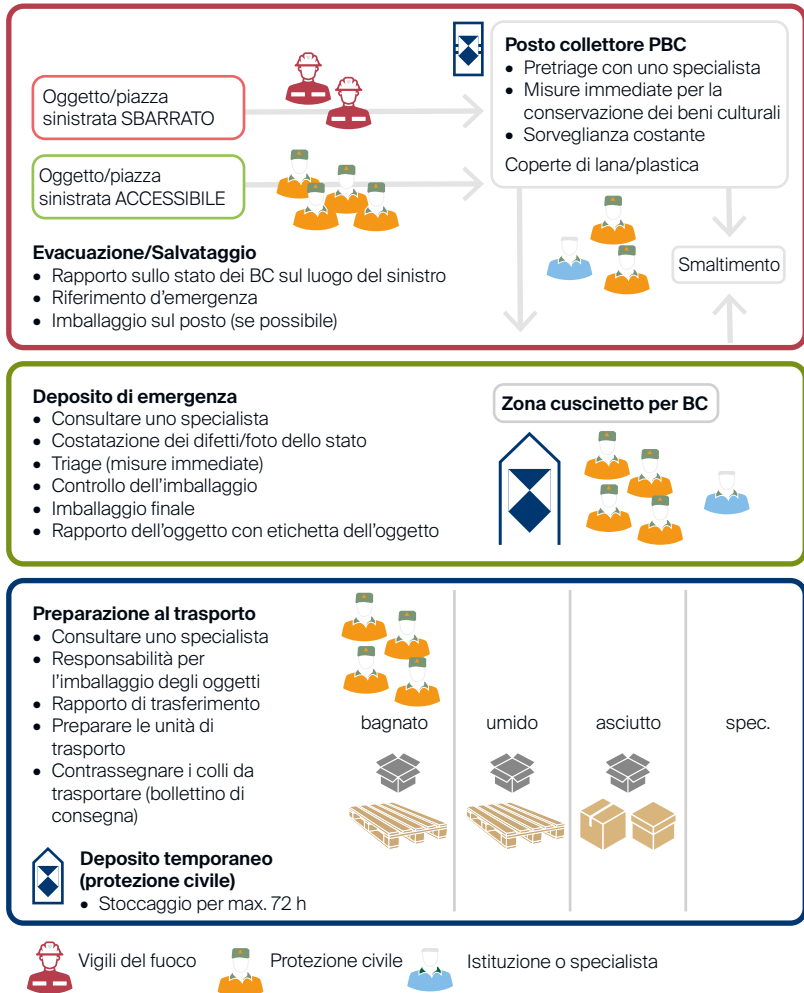 Oggetto/piazza
sinistrata SBARRATO
Oggetto/piazza
sinistrata ACCESSIBILE
Posto collettore PBC
• Pretriage con uno specialista
• Misure immediate per la
conservazione dei beni culturali
• Sorveglianza costante
Coperte di lana/plastica
Smaltimento
Evacuazione/Salvataggio
• Rapporto sullo stato dei BC sul luogo del sinistro
• Riferimento d'emergenza
• Imballaggio sul posto (se possibile)
Deposito di emergenza
• Consultare uno specialista
• Costatazione dei difetti/foto dello stato
• Triage (misure immediate)
• Controllo dell'imballaggio
• Imballaggio finale
• Rapporto dell'oggetto con etichetta dell'oggetto
Zona cuscinetto per BC
Preparazione al trasporto
• Consultare uno specialista
• Responsabilità per
l'imballaggio degli oggetti
• Rapporto di trasferimento
• Preparare le unità di
trasporto
• Contrassegnare i colli da
trasportare (bollettino di
consegna)
bagnato
umido
asciutto
spec.
Deposito temporaneo
(protezione civile)
• Stoccaggio per max. 72 h
Vigili del fuoco
Protezione civile
Istituzione o specialista